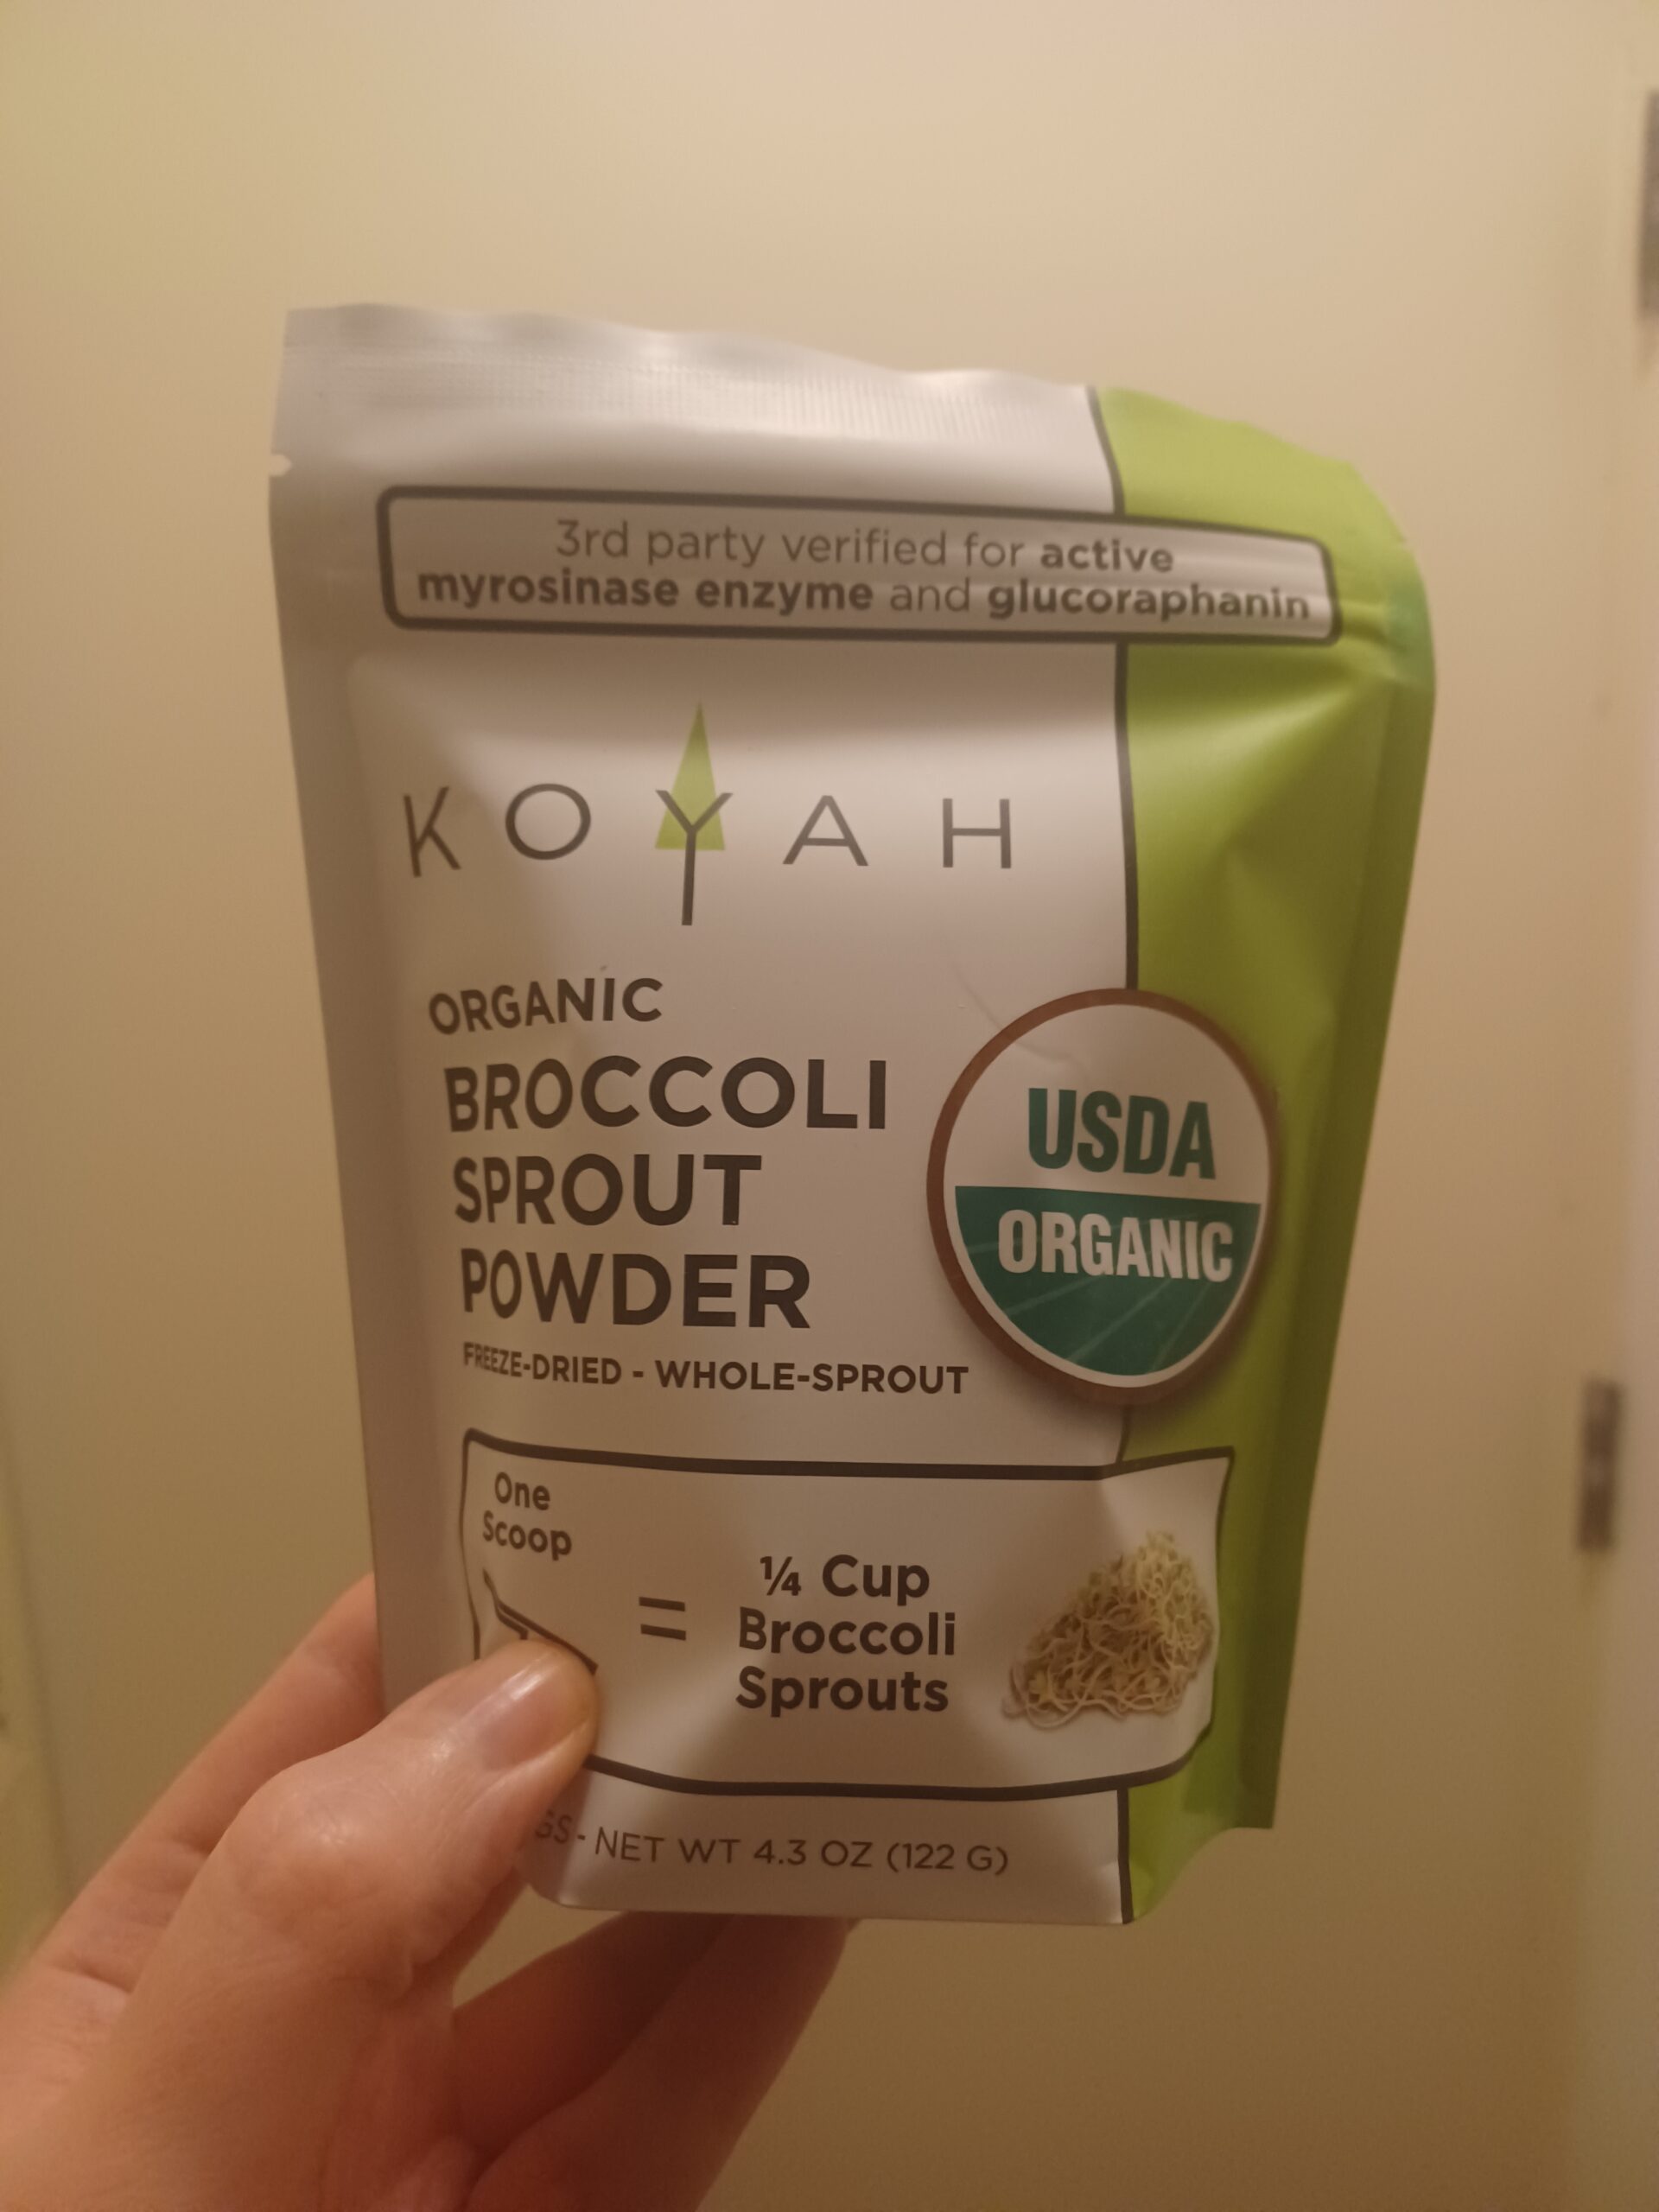 3rd party verified for active
myrosinase enzyme and glucoraphanin
KOYAH
ORGANIC
BROCCOLI
SPROUT
POWDER
FREEZE-DRIED - WHOLE-SPROUT
USDA
ORGANIC
One
Scoop
=
¼ Cup
Broccoli
Sprouts
- NET WT 4.3 OZ (122 G)